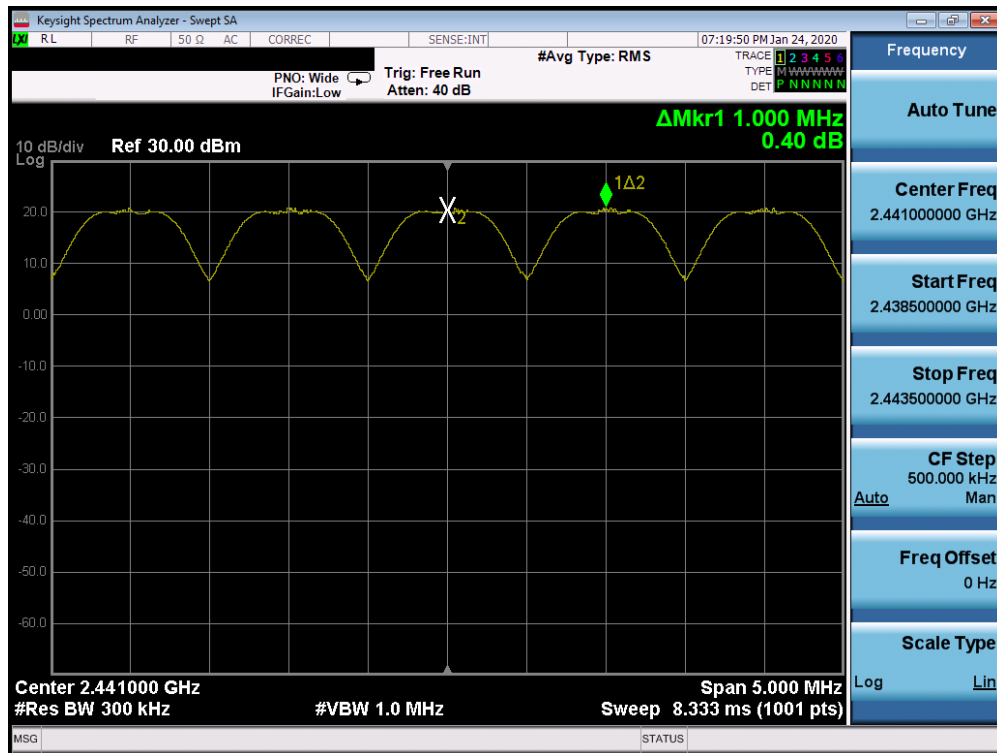 Keysight Spectrum Analyzer - Swept SA
LXI RL RF 50 Ω AC CORREC SENSE:INT 07:19:50 PM Jan 24, 2020
#Avg Type: RMS
TRACE 1 2 3 4 5 6
PNO: Wide Trig: Free Run
TYPE M WWWWW
IFGain:Low Atten: 40 dB
DET P N N N N N
Frequency
ΔMkr1 1.000 MHz
0.40 dB
10 dB/div Ref 30.00 dBm
Log
1Δ2
2
20.0
10.0
0.00
-10.0
-20.0
-30.0
-40.0
-50.0
-60.0
Center 2.441000 GHz Span 5.000 MHz
#Res BW 300 kHz #VBW 1.0 MHz Sweep 8.333 ms (1001 pts)
Auto Tune
Center Freq
2.441000000 GHz
Start Freq
2.438500000 GHz
Stop Freq
2.443500000 GHz
CF Step
500.000 kHz
Auto Man
Freq Offset
0 Hz
Scale Type
Log Lin
MSG STATUS